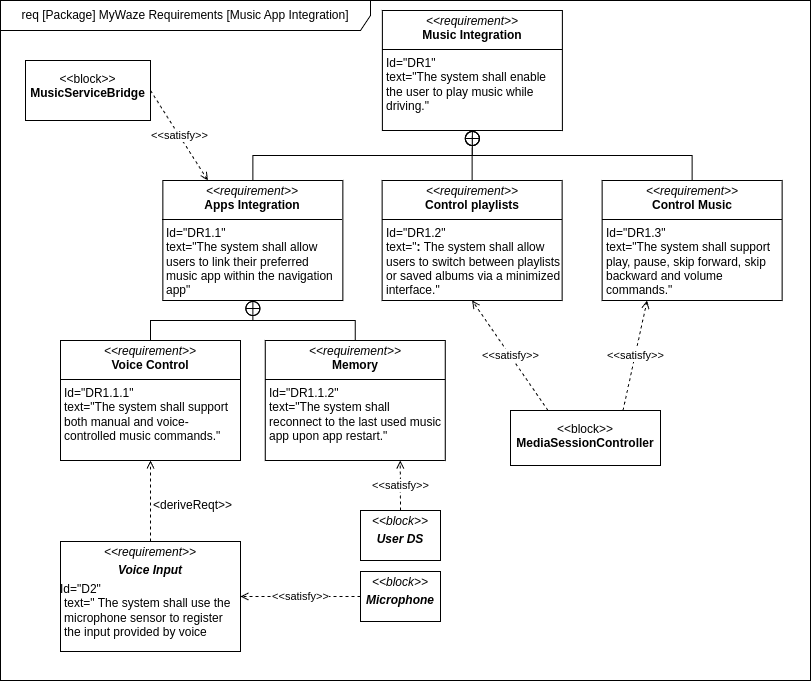 req [Package] MyWaze Requirements [Music App Integration]
<<requirement>>
Music Integration
Id="DR1"
text="The system shall enable
the user to play music while
driving."
<<block>>
MusicServiceBridge
<<satisfy>>
<<requirement>>
Apps Integration
Id="DR1.1"
text="The system shall allow
users to link their preferred
music app within the navigation
app"
<<requirement>>
Control playlists
Id="DR1.2"
text=": The system shall allow
users to switch between playlists
or saved albums via a minimized
interface."
<<requirement>>
Control Music
Id="DR1.3"
text="The system shall support
play, pause, skip forward, skip
backward and volume
commands."
<<requirement>>
Voice Control
Id="DR1.1.1"
text="The system shall support
both manual and voice-
controlled music commands."
<<requirement>>
Memory
Id="DR1.1.2"
text="The system shall
reconnect to the last used music
app upon app restart."
<<satisfy>>
<<satisfy>>
<<block>>
MediaSessionController
<deriveReqt>>
<<satisfy>>
<<block>>
User DS
<<requirement>>
Voice Input
Id="D2"
text=" The system shall use the
microphone sensor to register
the input provided by voice
<<satisfy>>
<<block>>
Microphone